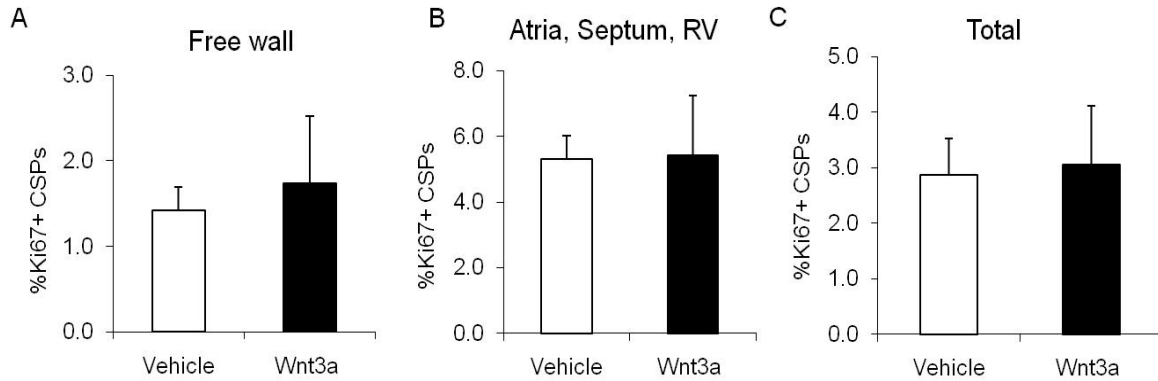 A
Free wall
%Ki67+ CSPs
3.0
2.0
1.0
0.0
Vehicle
Wnt3a
B
Atria, Septum, RV
%Ki67+ CSPs
8.0
6.0
4.0
2.0
0.0
Vehicle
Wnt3a
C
Total
%Ki67+ CSPs
5.0
4.0
3.0
2.0
1.0
0.0
Vehicle
Wnt3a